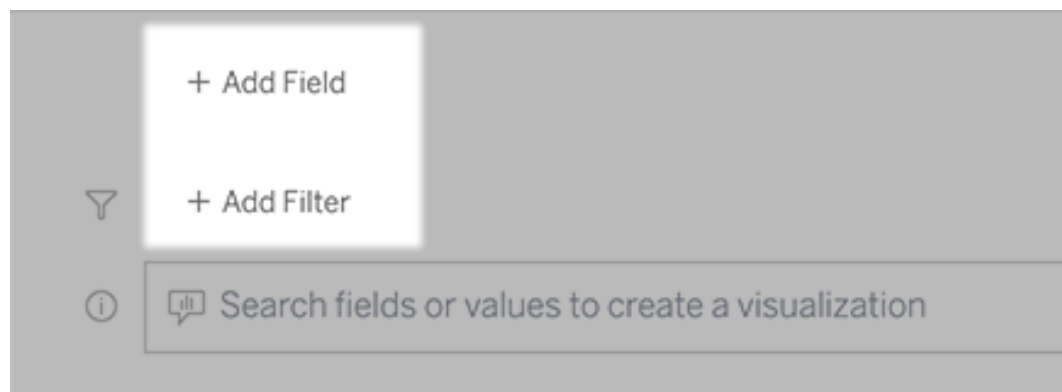 + Add Field
+ Add Filter
Search fields or values to create a visualization